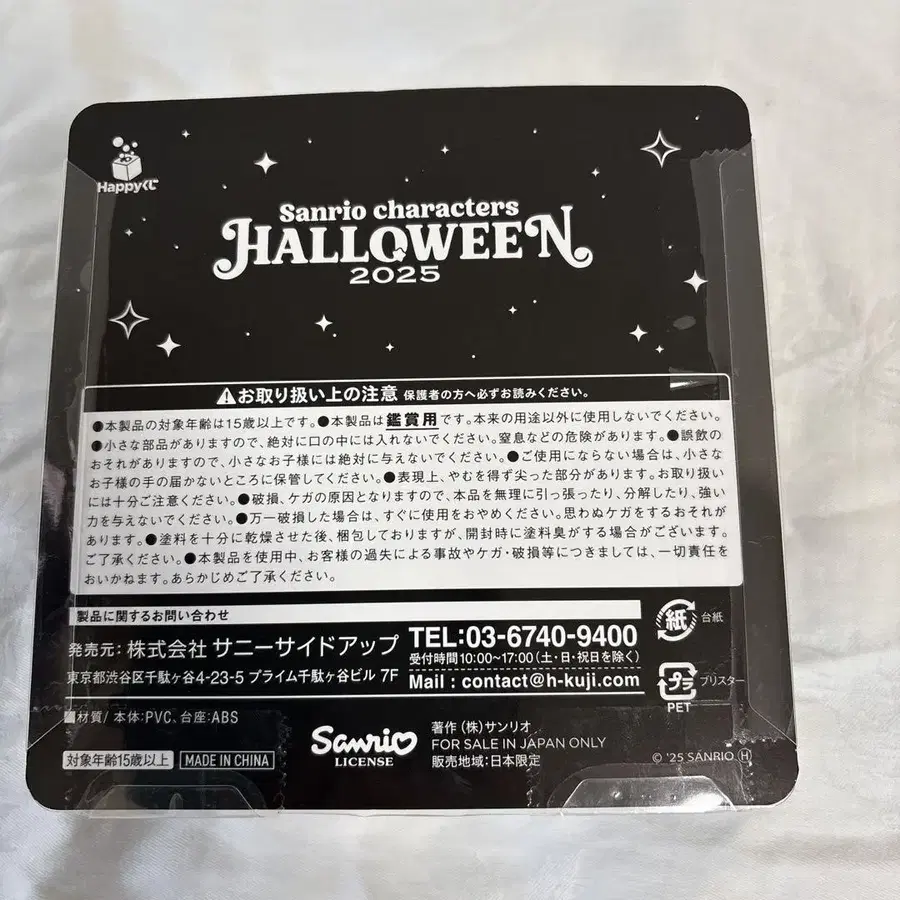 Happyくじ
Sanrio characters
HALLOWEEN
2025
お取り扱い上の注意 保護者の方へ必ずお読みください。
●本製品の対象年齢は15歳以上です。●本製品は鑑賞用です。本来の用途以外に使用しないでください。
●小さな部品がありますので、絶対に口の中には入れないでください。窒息などの危険があります。●誤飲の
おそれがありますので、小さなお子様には絶対に与えないでください。●ご使用にならない場合は、小さな
お子様の手の届かないところに保管してください。●表現上、やむを得ず尖った部分があります。お取り扱い
には十分ご注意ください。●破損、ケガの原因となりますので、本品を無理に引っ張ったり、分解したり、強い
力を与えないでください。●万一破損した場合は、すぐに使用をおやめください。思わぬケガをするおそれが
あります。●塗料を十分に乾燥させた後、梱包しておりますが、開封時に塗料臭がする場合がございます。
ご了承ください。●本製品を使用中、お客様の過失による事故やケガ・破損等につきましては、一切責任を
おいかねます。あらかじめご了承ください。
製品に関するお問い合わせ
発売元: 株式会社 サニーサイドアップ
東京都渋谷区千駄ヶ谷4-23-5 プライム千駄ヶ谷ビル 7F
TEL:03-6740-9400
受付時間10:00~17:00(土・日・祝日を除く)
Mail : contact@h-kuji.com
紙 台紙
プラ ブリスター
PET
■材質/本体:PVC、台座:ABS
対象年齢15歳以上 MADE IN CHINA
Sanrio
LICENSE
著作 (株)サンリオ
FOR SALE IN JAPAN ONLY
販売地域:日本限定
© '25 SANRIO Ⓗ